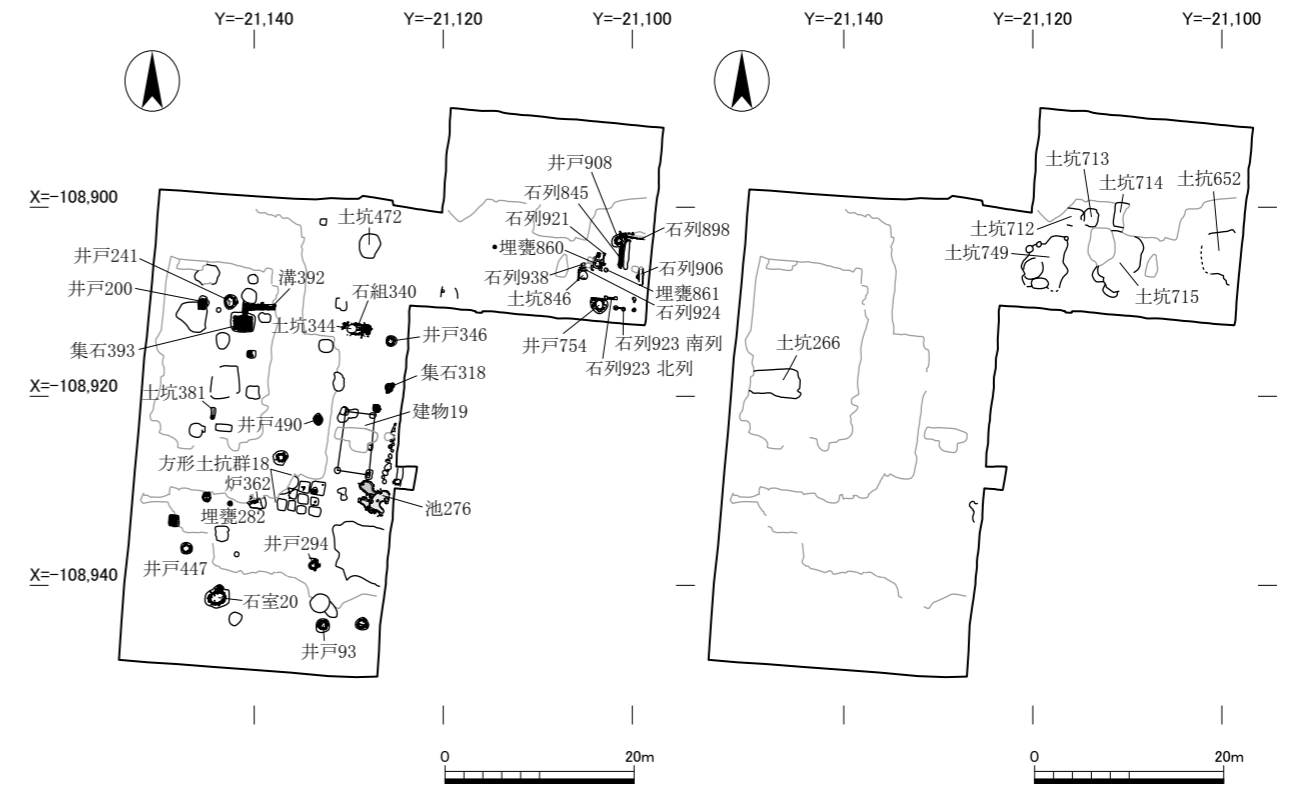 Y=-21,140
Y=-21,120
Y=-21,100
X=-108,900
X=-108,920
X=-108,940
井戸908
石列845
石列921
石列898
埋甕860
石列906
石列938
埋甕861
土坑846
石列924
井戸754
石列923 南列
石列923 北列
土坑472
井戸241
溝392
井戸200
石組340
土坑344
井戸346
集石393
集石318
土坑381
建物19
井戸490
方形土坑群18
炉362
池276
埋甕282
井戸294
井戸447
石室20
井戸93
0 20m
Y=-21,140
Y=-21,120
Y=-21,100
土坑713
土坑714
土坑652
土坑712
土坑749
土坑715
土坑266
0 20m